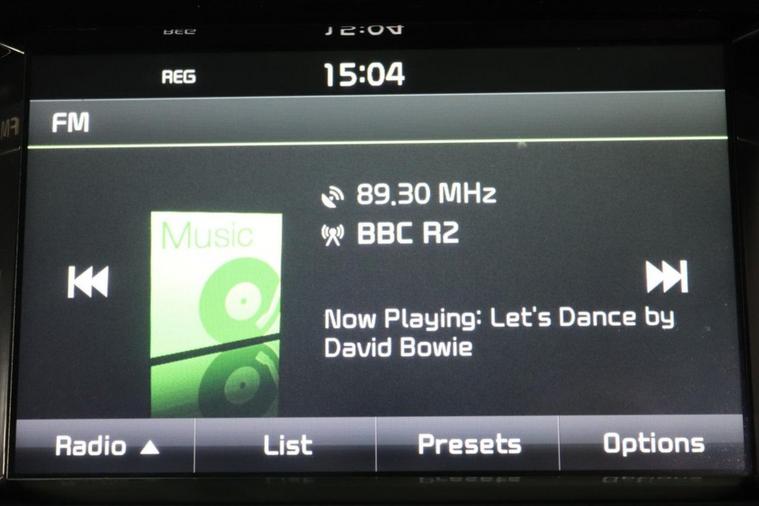 REG 15:04
FM
89.30 MHz
BBC R2
Music
Now Playing: Let's Dance by
David Bowie
Radio ▲ List Presets Options